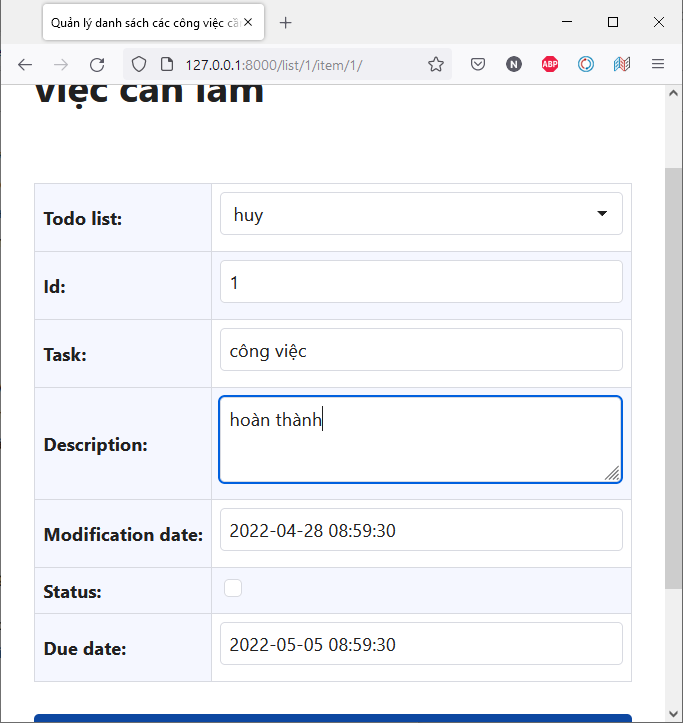 Quản lý danh sách các công việc cần
127.0.0.1:8000/list/1/item/1/
N
ABP
việc cần làm
Todo list:
huy
Id:
1
Task:
công việc
Description:
hoàn thành
Modification date:
2022-04-28 08:59:30
Status:
Due date:
2022-05-05 08:59:30